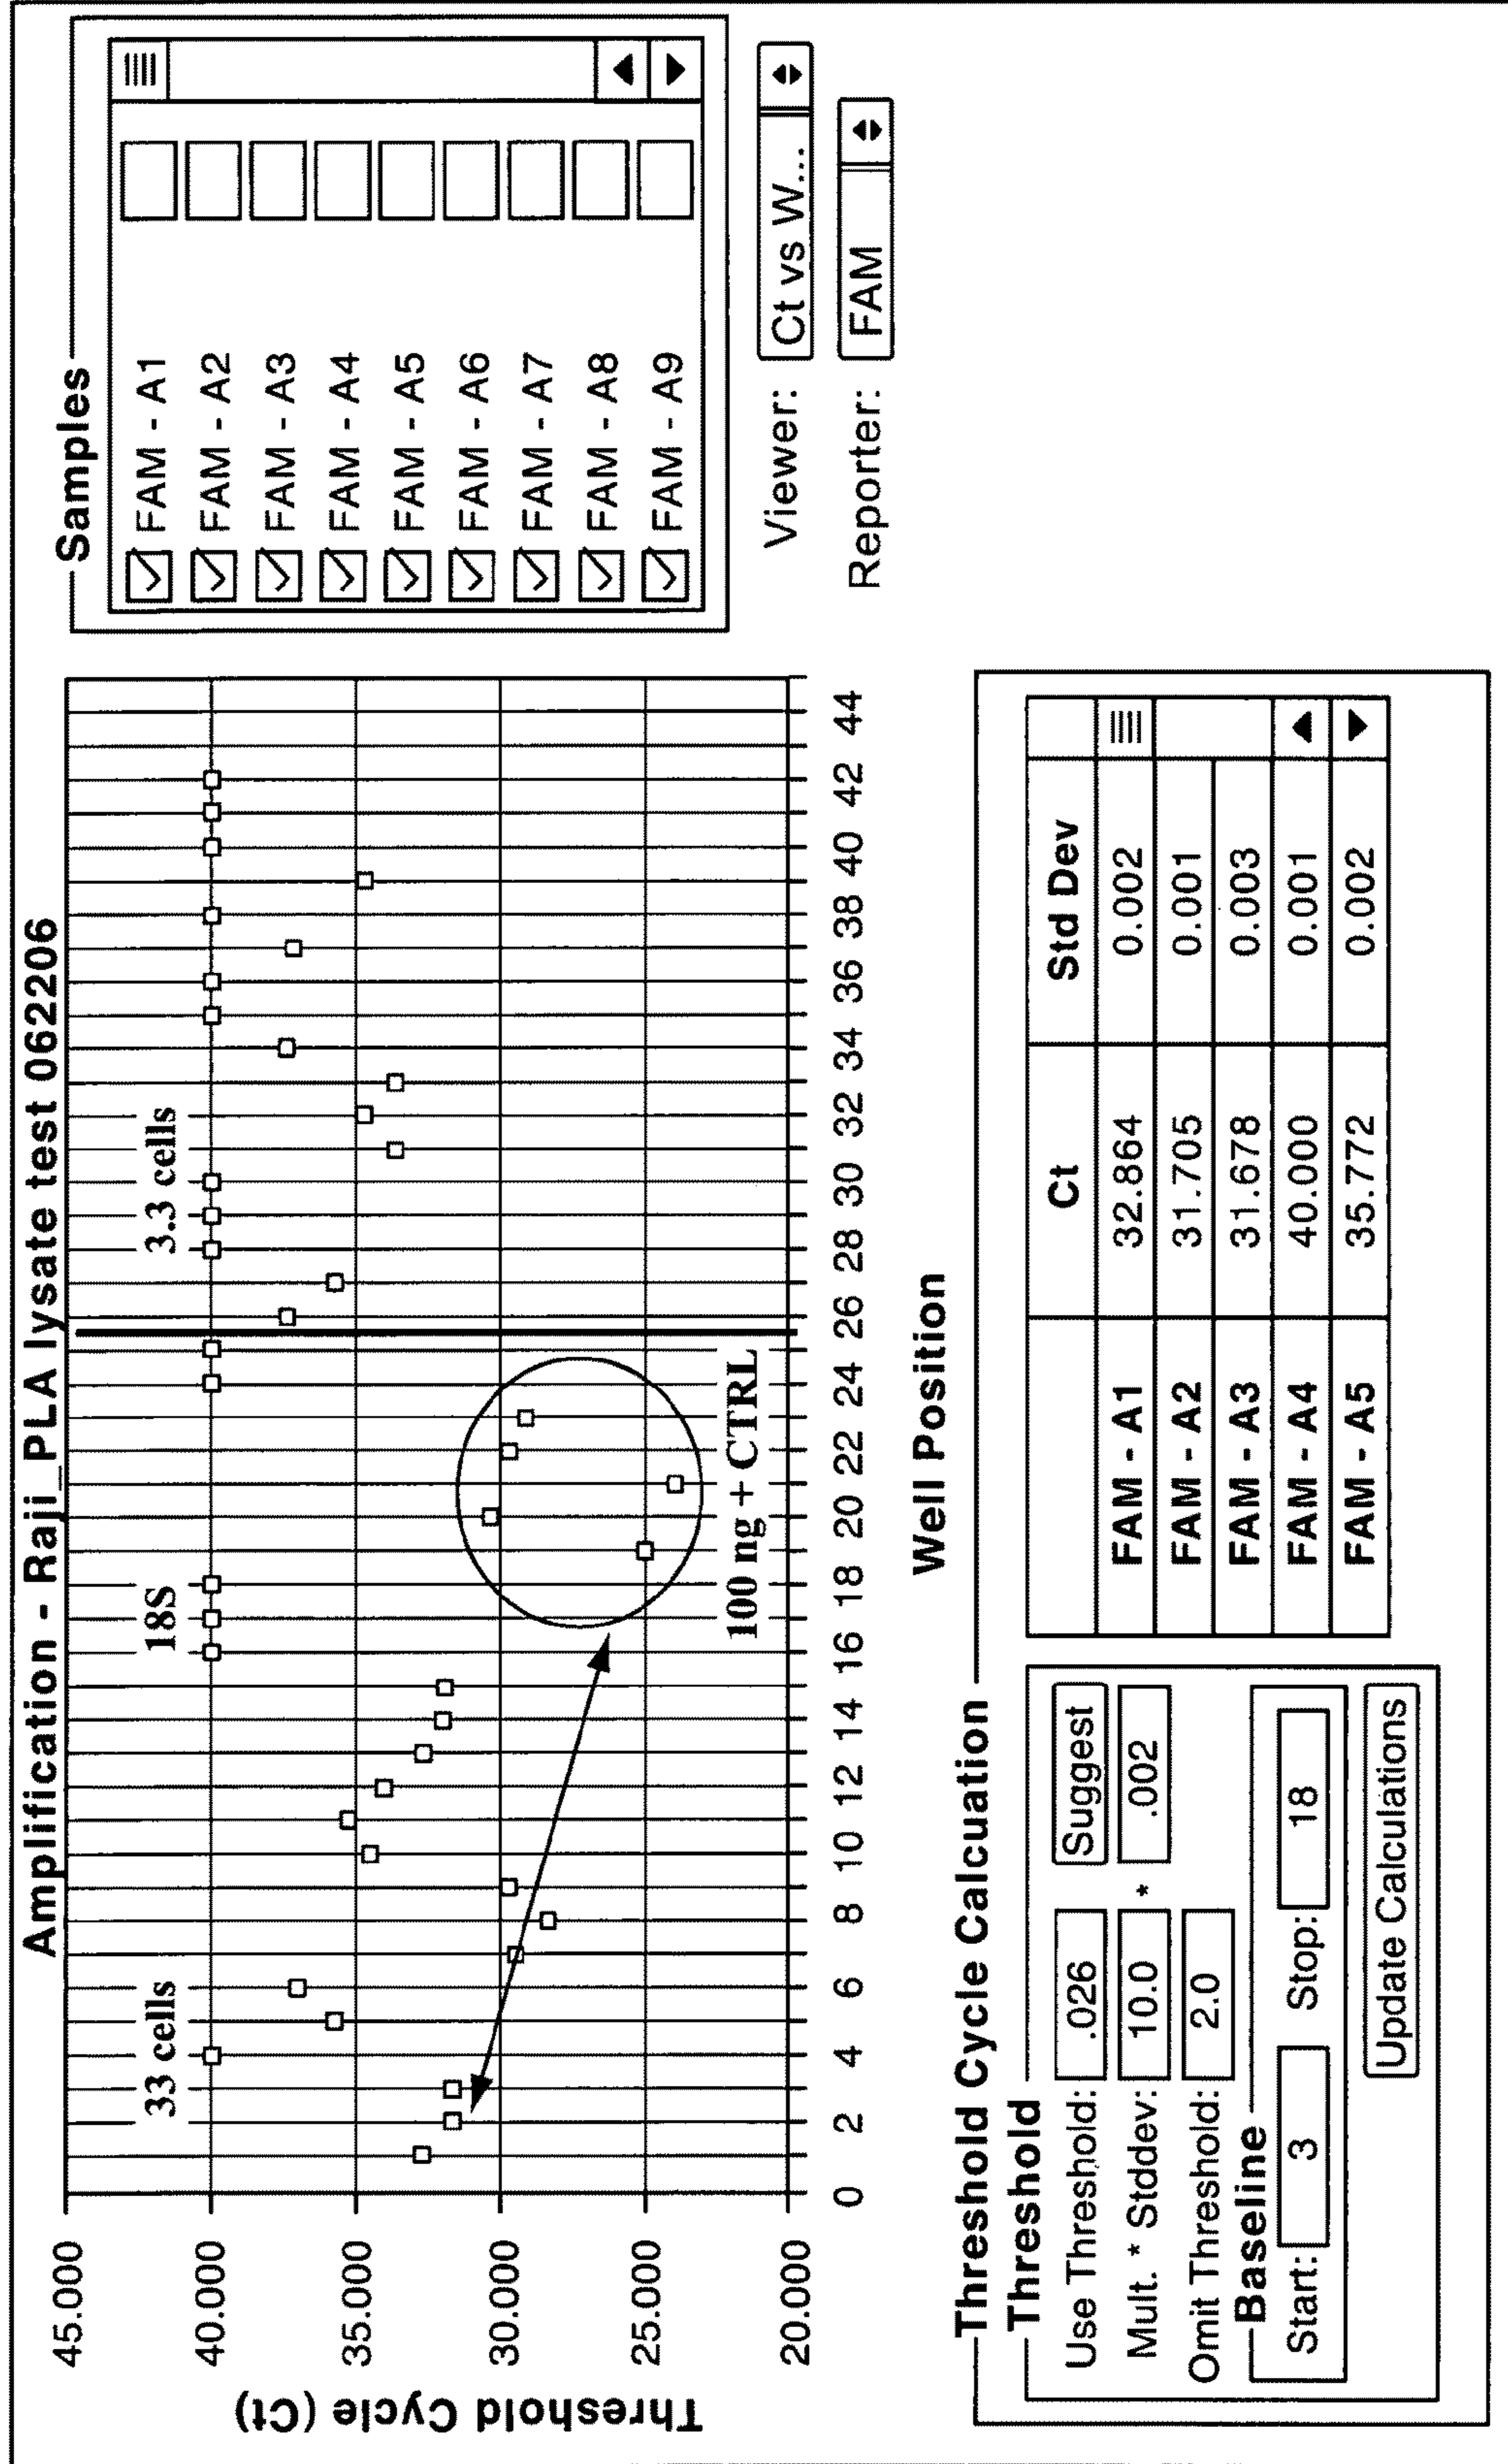 Amplification - Raji_PLA lysate test 062206
Threshold Cycle (Ct)
45.000
40.000
35.000
30.000
25.000
20.000
33 cells
18S
3.3 cells
100 ng + CTRL
0 2 4 6 8 10 12 14 16 18 20 22 24 26 28 30 32 34 36 38 40 42 44
Well Position
Samples
FAM - A1
FAM - A2
FAM - A3
FAM - A4
FAM - A5
FAM - A6
FAM - A7
FAM - A8
FAM - A9
Viewer: Ct vs W...
Reporter: FAM
Threshold Cycle Calcuation
Threshold
Use Threshold: .026 Suggest
Mult. * Stddev: 10.0 * .002
Omit Threshold: 2.0
Baseline
Start: 3 Stop: 18
Update Calculations
Ct Std Dev
FAM - A1 32.864 0.002
FAM - A2 31.705 0.001
FAM - A3 31.678 0.003
FAM - A4 40.000 0.001
FAM - A5 35.772 0.002